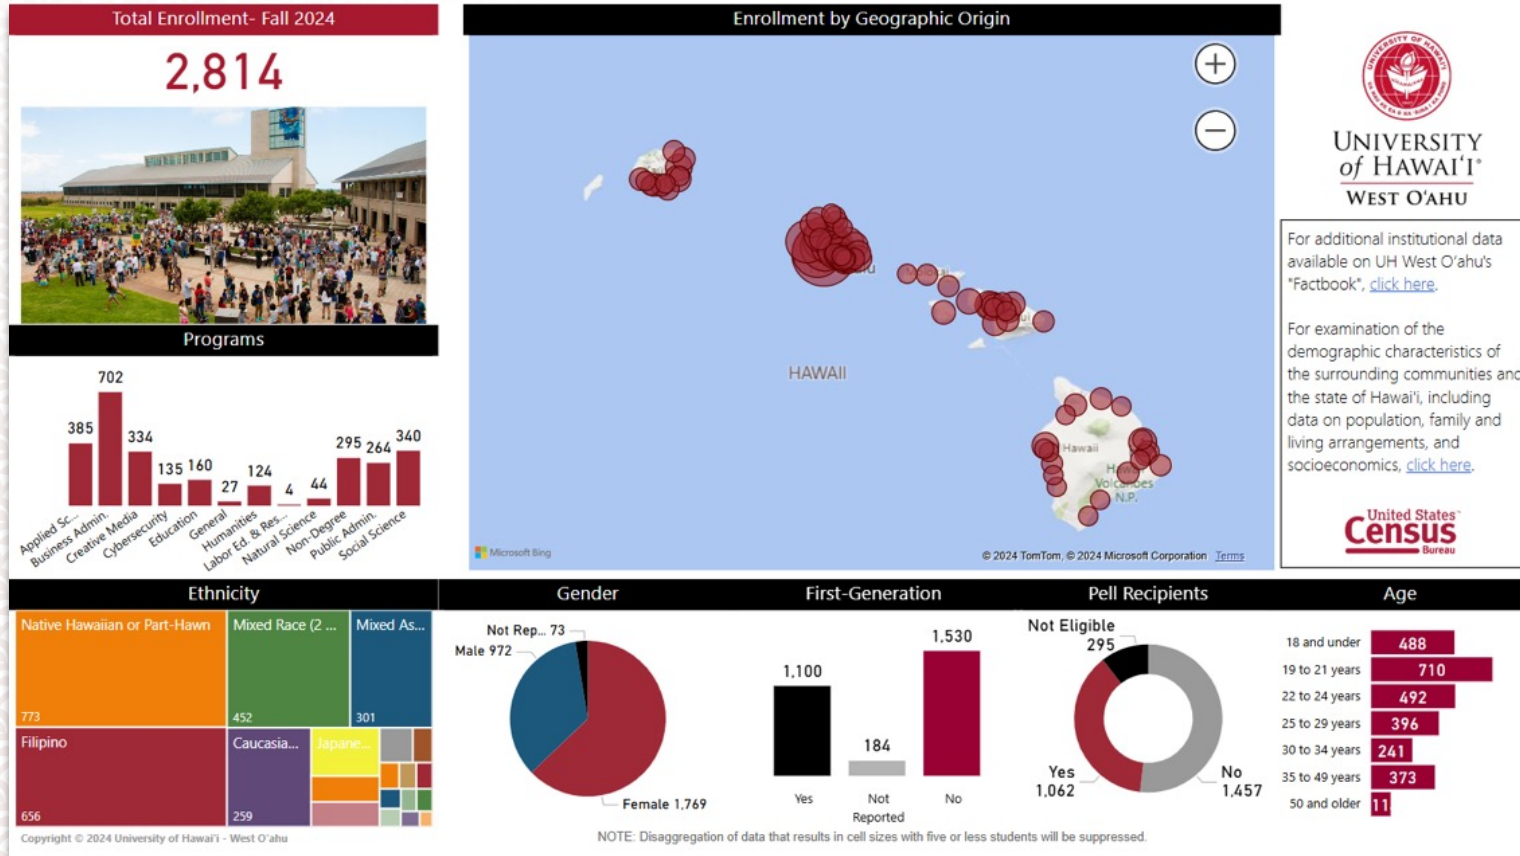 Total Enrollment- Fall 2024
2,814
Programs
385
702
334
135
160
27
124
4
44
295
264
340
Applied Sc...
Business Admin.
Creative Media
Cybersecurity
Education
General
Humanities
Labor Ed. & Res...
Natural Science
Non-Degree
Public Admin.
Social Science
Enrollment by Geographic Origin
HAWAII
Hawaii
Volcanoes
N.P.
Microsoft Bing
© 2024 TomTom, © 2024 Microsoft Corporation Terms
UNIVERSITY
of HAWAIʻI®
WEST OʻAHU
For additional institutional data
available on UH West O'ahu's
"Factbook", click here.
For examination of the
demographic characteristics of
the surrounding communities and
the state of Hawai'i, including
data on population, family and
living arrangements, and
socioeconomics, click here.
United States™
Census
Bureau
Ethnicity
Native Hawaiian or Part-Hawn
773
Mixed Race (2 ...
452
Mixed As...
301
Filipino
656
Caucasia...
259
Japane...
Copyright © 2024 University of Hawai'i - West O'ahu
Gender
Not Rep... 73
Male 972
Female 1,769
First-Generation
1,100
184
1,530
Yes
Not
Reported
No
Pell Recipients
Not Eligible
295
Yes
1,062
No
1,457
Age
18 and under 488
19 to 21 years 710
22 to 24 years 492
25 to 29 years 396
30 to 34 years 241
35 to 49 years 373
50 and older 11
NOTE: Disaggregation of data that results in cell sizes with five or less students will be suppressed.